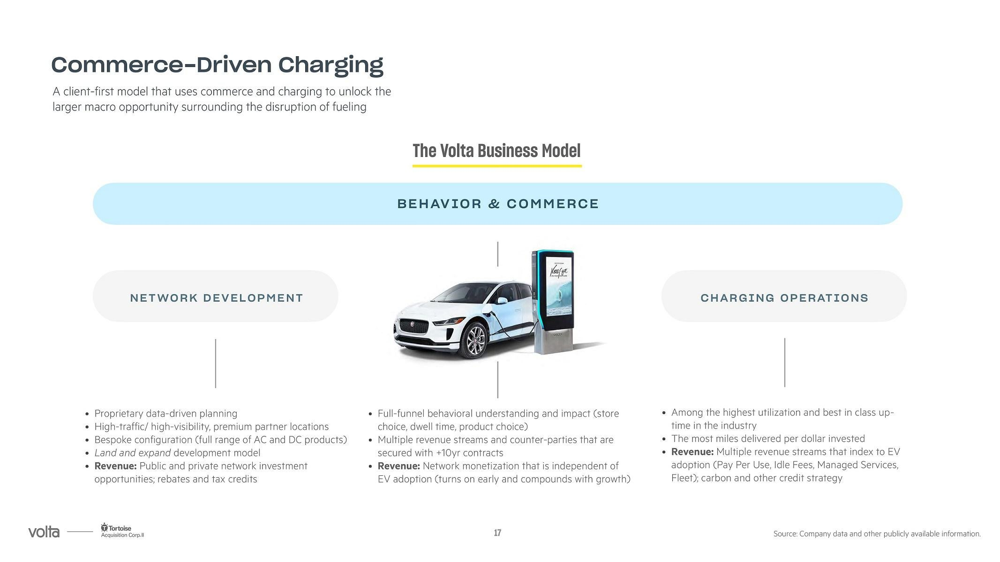 Commerce-Driven Charging
A client-first model that uses commerce and charging to unlock the
larger macro opportunity surrounding the disruption of fueling
The Volta Business Model
BEHAVIOR & COMMERCE
NETWORK DEVELOPMENT
CHARGING OPERATIONS
VOLTA
• Proprietary data-driven planning
• High-traffic/ high-visibility, premium partner locations
• Bespoke configuration (full range of AC and DC products)
• Land and expand development model
• Revenue: Public and private network investment
opportunities; rebates and tax credits
• Full-funnel behavioral understanding and impact (store
choice, dwell time, product choice)
• Multiple revenue streams and counter-parties that are
secured with +10yr contracts
• Revenue: Network monetization that is independent of
EV adoption (turns on early and compounds with growth)
• Among the highest utilization and best in class up-
time in the industry
• The most miles delivered per dollar invested
• Revenue: Multiple revenue streams that index to EV
adoption (Pay Per Use, Idle Fees, Managed Services,
Fleet); carbon and other credit strategy
volta
Tortoise
Acquisition Corp. II
17
Source: Company data and other publicly available information.